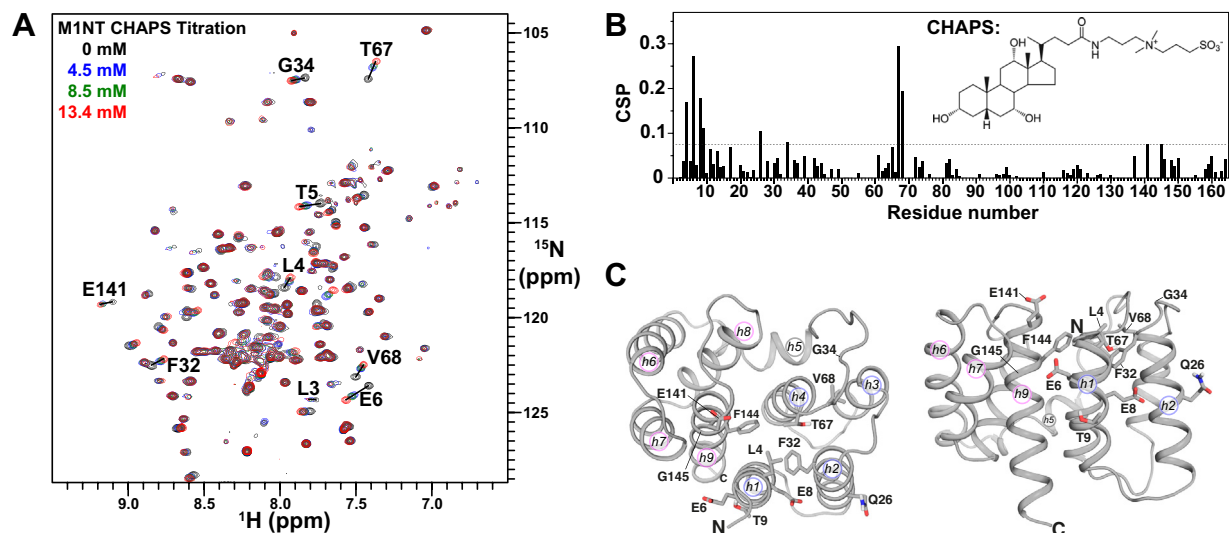 A
M1NT CHAPS Titration
0 mM
4.5 mM
8.5 mM
13.4 mM
G34
T67
T5
L4
E141
F32
L3
V68
E6
105
110
115
120
125
15N
(ppm)
9.0 8.5 8.0 7.5 7.0
1H (ppm)
B
CHAPS:
OH
O
N
H
N+
SO3-
HO
H
OH
CSP
0.3
0.2
0.1
0
10 20 30 40 50 60 70 80 90 100 110 120 130 140 150 160
Residue number
C
h8
h6
h5
G34
V68
h3
E141
h4
F144
T67
h7
F32
L4
h9
C
h2
G145
h1
E8
Q26
E6
T9
N
E141
G34
L4
N
V68
F144
T67
h6
G145
F32
h7
Q26
E6
h1
h9
E8
h2
h5
T9
C